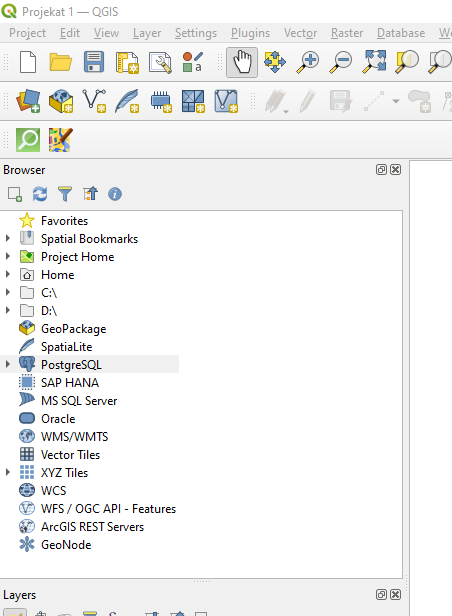 Projekat 1 — QGIS
Project Edit View Layer Settings Plugins Vector Raster Database
Browser
Favorites
Spatial Bookmarks
Project Home
Home
C:\
D:\
GeoPackage
SpatiaLite
PostgreSQL
SAP HANA
MS SQL Server
Oracle
WMS/WMTS
Vector Tiles
XYZ Tiles
WCS
WFS / OGC API - Features
ArcGIS REST Servers
GeoNode
Layers